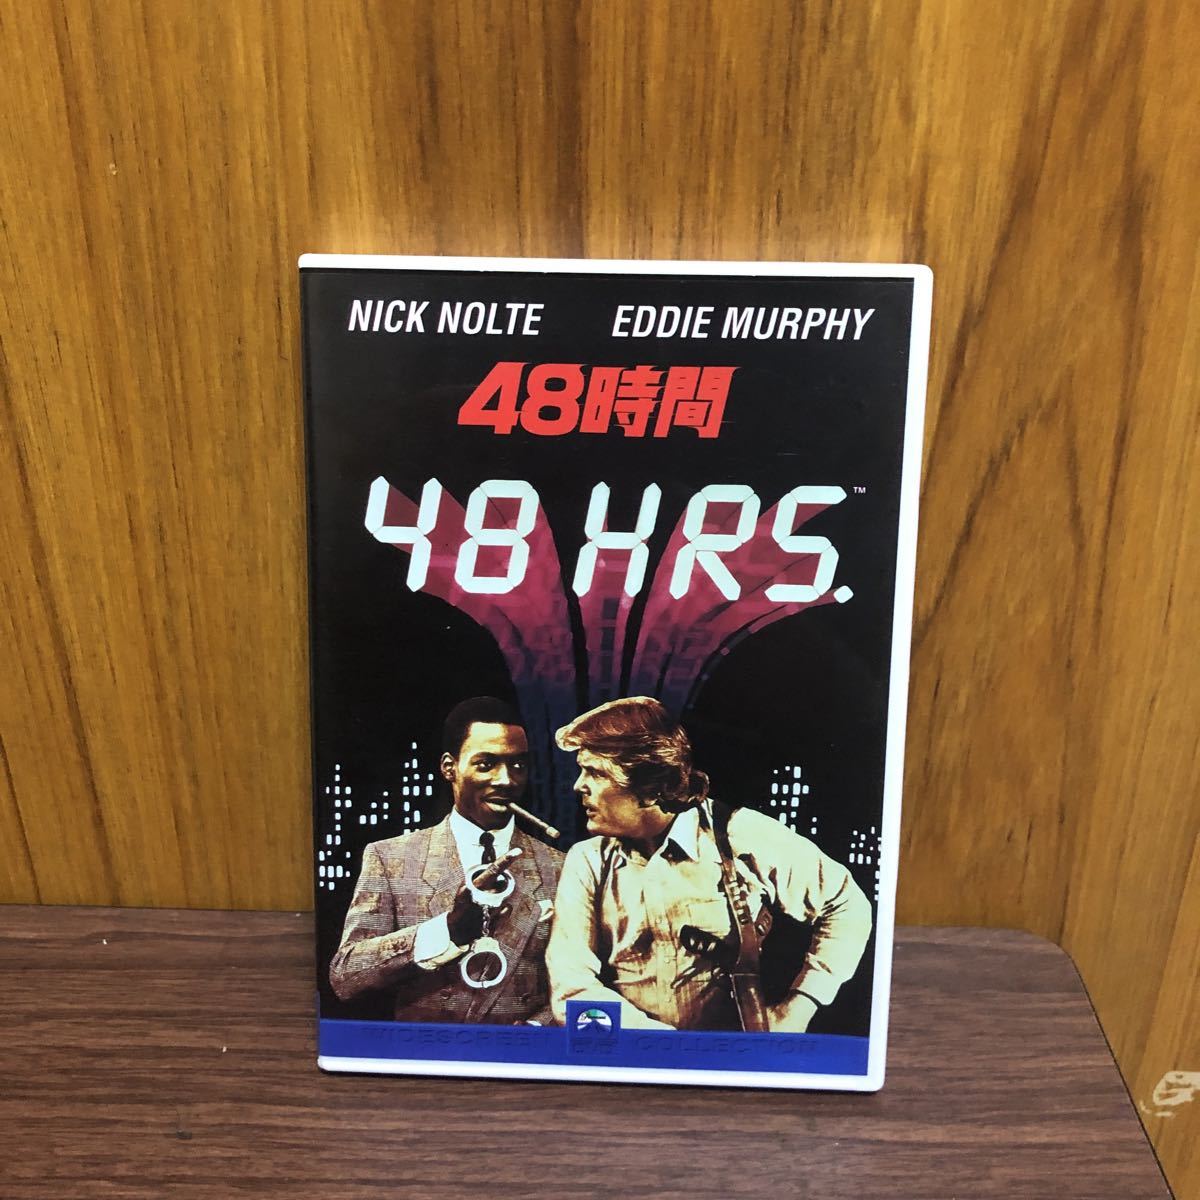 NICK NOLTE EDDIE MURPHY
48時間
48 HRS.™
WIDESCREEN COLLECTION